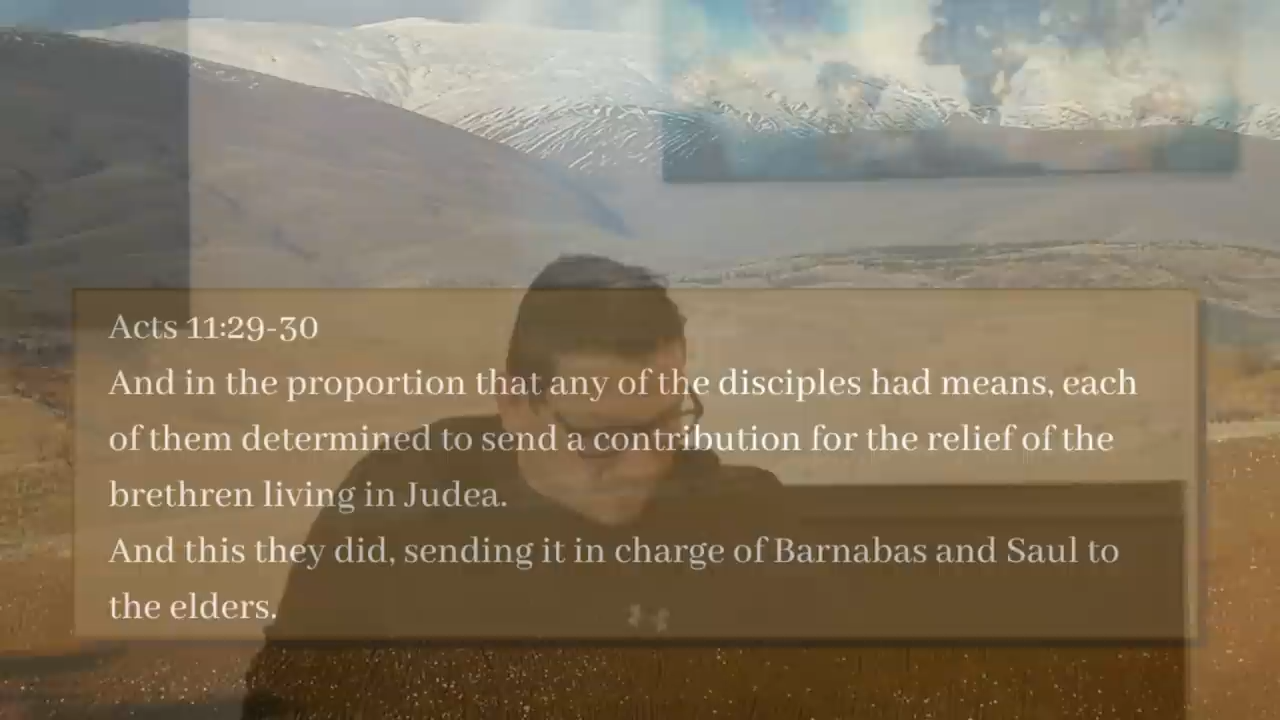 Acts 11:29-30
And in the proportion that any of the disciples had means, each
of them determined to send a contribution for the relief of the
brethren living in Judea.
And this they did, sending it in charge of Barnabas and Saul to
the elders.